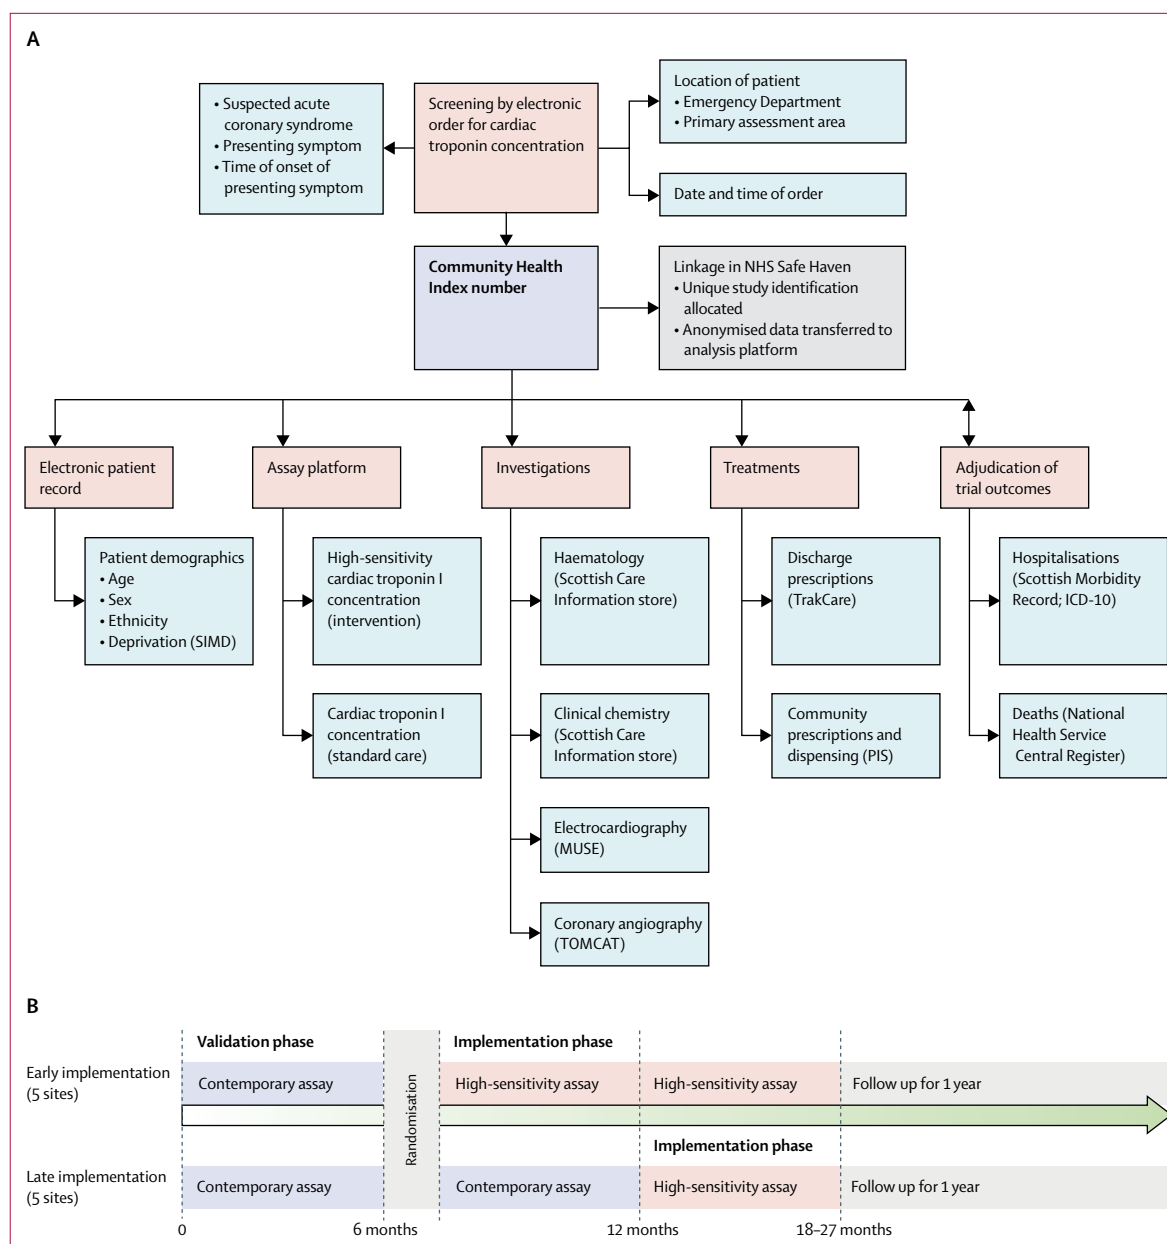 A
• Suspected acute
coronary syndrome
• Presenting symptom
• Time of onset of
presenting symptom
Screening by electronic
order for cardiac
troponin concentration
Location of patient
• Emergency Department
• Primary assessment area
Date and time of order
Community Health
Index number
Linkage in NHS Safe Haven
• Unique study identification
allocated
• Anonymised data transferred to
analysis platform
Electronic patient
record
Assay platform
Investigations
Treatments
Adjudication of
trial outcomes
Patient demographics
• Age
• Sex
• Ethnicity
• Deprivation (SIMD)
High-sensitivity
cardiac troponin I
concentration
(intervention)
Haematology
(Scottish Care
Information store)
Discharge
prescriptions
(TrakCare)
Hospitalisations
(Scottish Morbidity
Record; ICD-10)
Cardiac troponin I
concentration
(standard care)
Clinical chemistry
(Scottish Care
Information store)
Community
prescriptions and
dispensing (PIS)
Deaths (National
Health Service
Central Register)
Electrocardiography
(MUSE)
Coronary angiography
(TOMCAT)
B
Validation phase
Implementation phase
Early implementation
(5 sites)
Contemporary assay
High-sensitivity assay
High-sensitivity assay
Follow up for 1 year
Randomisation
Implementation phase
Late implementation
(5 sites)
Contemporary assay
Contemporary assay
High-sensitivity assay
Follow up for 1 year
0
6 months
12 months
18–27 months